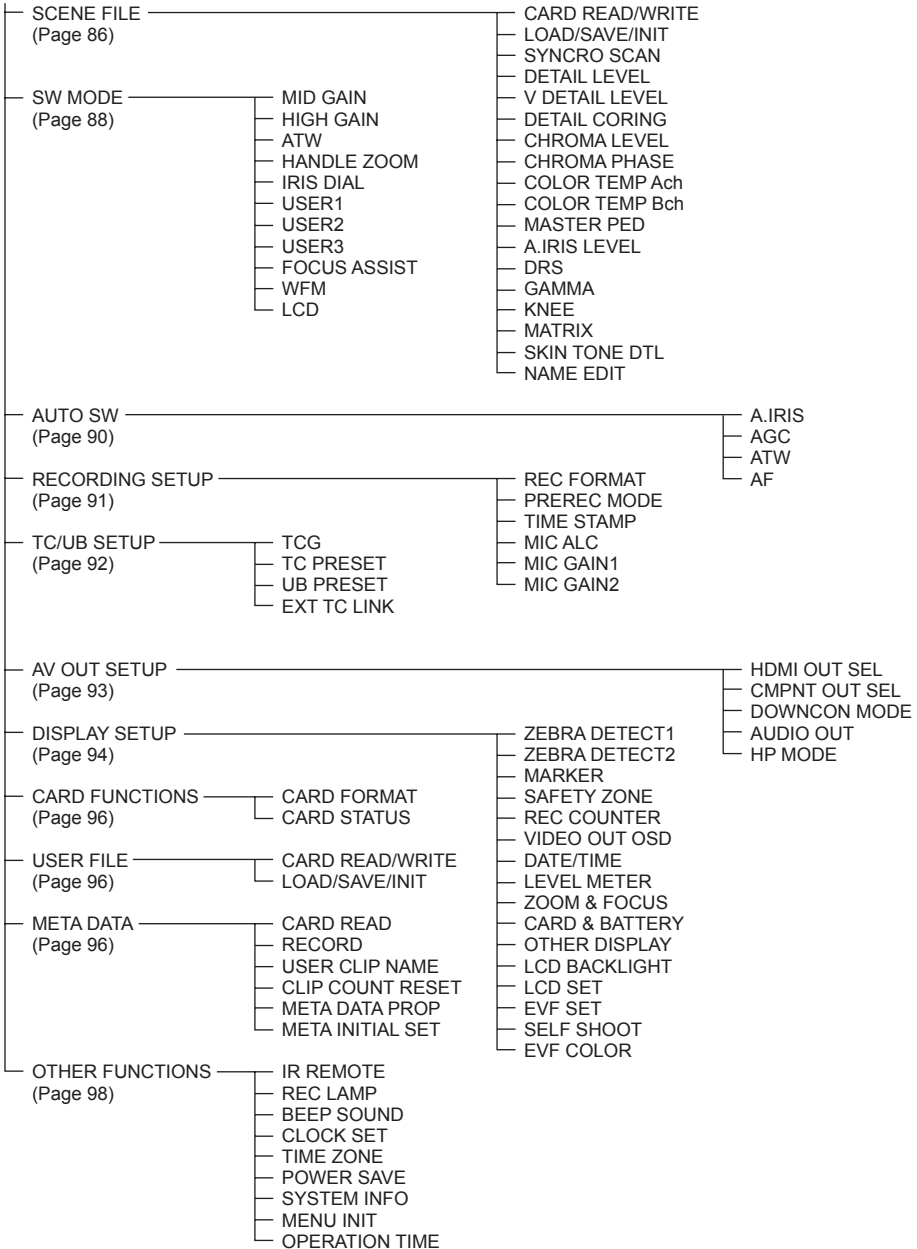 SCENE FILE
(Page 86)
CARD READ/WRITE
LOAD/SAVE/INIT
SYNCRO SCAN
DETAIL LEVEL
V DETAIL LEVEL
DETAIL CORING
CHROMA LEVEL
CHROMA PHASE
COLOR TEMP Ach
COLOR TEMP Bch
MASTER PED
A.IRIS LEVEL
DRS
GAMMA
KNEE
MATRIX
SKIN TONE DTL
NAME EDIT
SW MODE
(Page 88)
MID GAIN
HIGH GAIN
ATW
HANDLE ZOOM
IRIS DIAL
USER1
USER2
USER3
FOCUS ASSIST
WFM
LCD
AUTO SW
(Page 90)
A.IRIS
AGC
ATW
AF
RECORDING SETUP
(Page 91)
REC FORMAT
PREREC MODE
TIME STAMP
MIC ALC
MIC GAIN1
MIC GAIN2
TC/UB SETUP
(Page 92)
TCG
TC PRESET
UB PRESET
EXT TC LINK
AV OUT SETUP
(Page 93)
HDMI OUT SEL
CMPNT OUT SEL
DOWNCON MODE
AUDIO OUT
HP MODE
DISPLAY SETUP
(Page 94)
ZEBRA DETECT1
ZEBRA DETECT2
MARKER
SAFETY ZONE
REC COUNTER
VIDEO OUT OSD
DATE/TIME
LEVEL METER
ZOOM & FOCUS
CARD & BATTERY
OTHER DISPLAY
LCD BACKLIGHT
LCD SET
EVF SET
SELF SHOOT
EVF COLOR
CARD FUNCTIONS
(Page 96)
CARD FORMAT
CARD STATUS
USER FILE
(Page 96)
CARD READ/WRITE
LOAD/SAVE/INIT
META DATA
(Page 96)
CARD READ
RECORD
USER CLIP NAME
CLIP COUNT RESET
META DATA PROP
META INITIAL SET
OTHER FUNCTIONS
(Page 98)
IR REMOTE
REC LAMP
BEEP SOUND
CLOCK SET
TIME ZONE
POWER SAVE
SYSTEM INFO
MENU INIT
OPERATION TIME